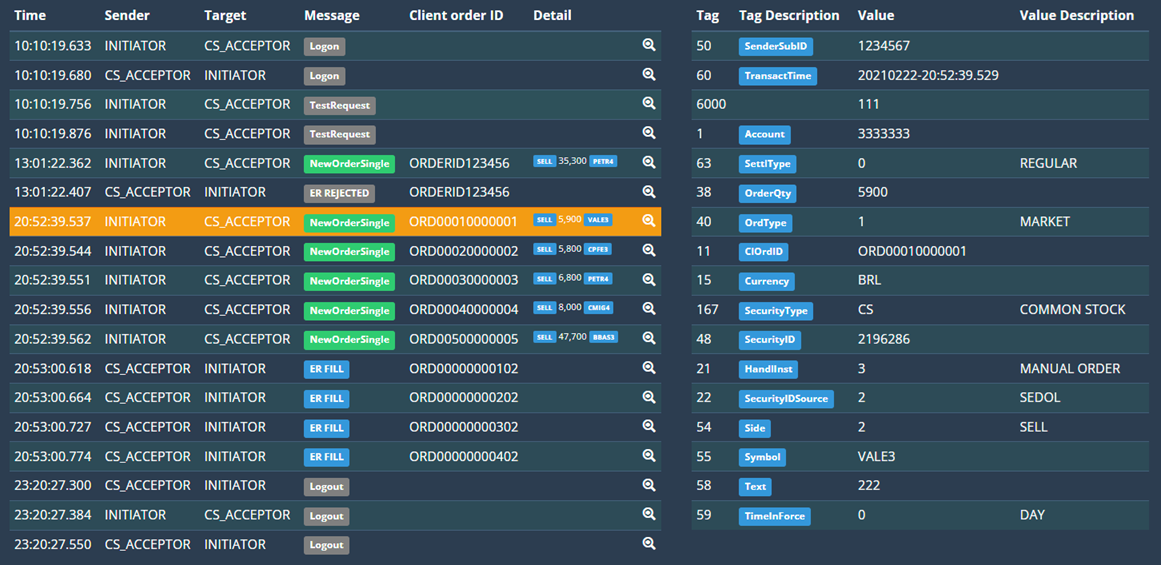 Time Sender Target Message Client order ID Detail
10:10:19.633 INITIATOR CS_ACCEPTOR Logon
10:10:19.680 CS_ACCEPTOR INITIATOR Logon
10:10:19.756 INITIATOR CS_ACCEPTOR TestRequest
10:10:19.876 INITIATOR CS_ACCEPTOR TestRequest
13:01:22.362 INITIATOR CS_ACCEPTOR NewOrderSingle ORDERID123456 SELL 35,300 PETR4
13:01:22.407 CS_ACCEPTOR INITIATOR ER REJECTED ORDERID123456
20:52:39.537 INITIATOR CS_ACCEPTOR NewOrderSingle ORD00010000001 SELL 5,900 VALE3
20:52:39.544 INITIATOR CS_ACCEPTOR NewOrderSingle ORD00020000002 SELL 5,800 CPFE3
20:52:39.551 INITIATOR CS_ACCEPTOR NewOrderSingle ORD00030000003 SELL 6,800 PETR4
20:52:39.556 INITIATOR CS_ACCEPTOR NewOrderSingle ORD00040000004 SELL 8,000 CMIG4
20:52:39.562 INITIATOR CS_ACCEPTOR NewOrderSingle ORD00500000005 SELL 47,700 BBAS3
20:53:00.618 CS_ACCEPTOR INITIATOR ER FILL ORD00000000102
20:53:00.664 CS_ACCEPTOR INITIATOR ER FILL ORD00000000202
20:53:00.727 CS_ACCEPTOR INITIATOR ER FILL ORD00000000302
20:53:00.774 CS_ACCEPTOR INITIATOR ER FILL ORD00000000402
23:20:27.300 CS_ACCEPTOR INITIATOR Logout
23:20:27.384 INITIATOR CS_ACCEPTOR Logout
23:20:27.550 CS_ACCEPTOR INITIATOR Logout
Tag Tag Description Value Value Description
50 SenderSubID 1234567
60 TransactTime 20210222-20:52:39.529
6000 111
1 Account 3333333
63 SettlType 0 REGULAR
38 OrderQty 5900
40 OrdType 1 MARKET
11 ClOrdID ORD00010000001
15 Currency BRL
167 SecurityType CS COMMON STOCK
48 SecurityID 2196286
21 HandlInst 3 MANUAL ORDER
22 SecurityIDSource 2 SEDOL
54 Side 2 SELL
55 Symbol VALE3
58 Text 222
59 TimeInForce 0 DAY